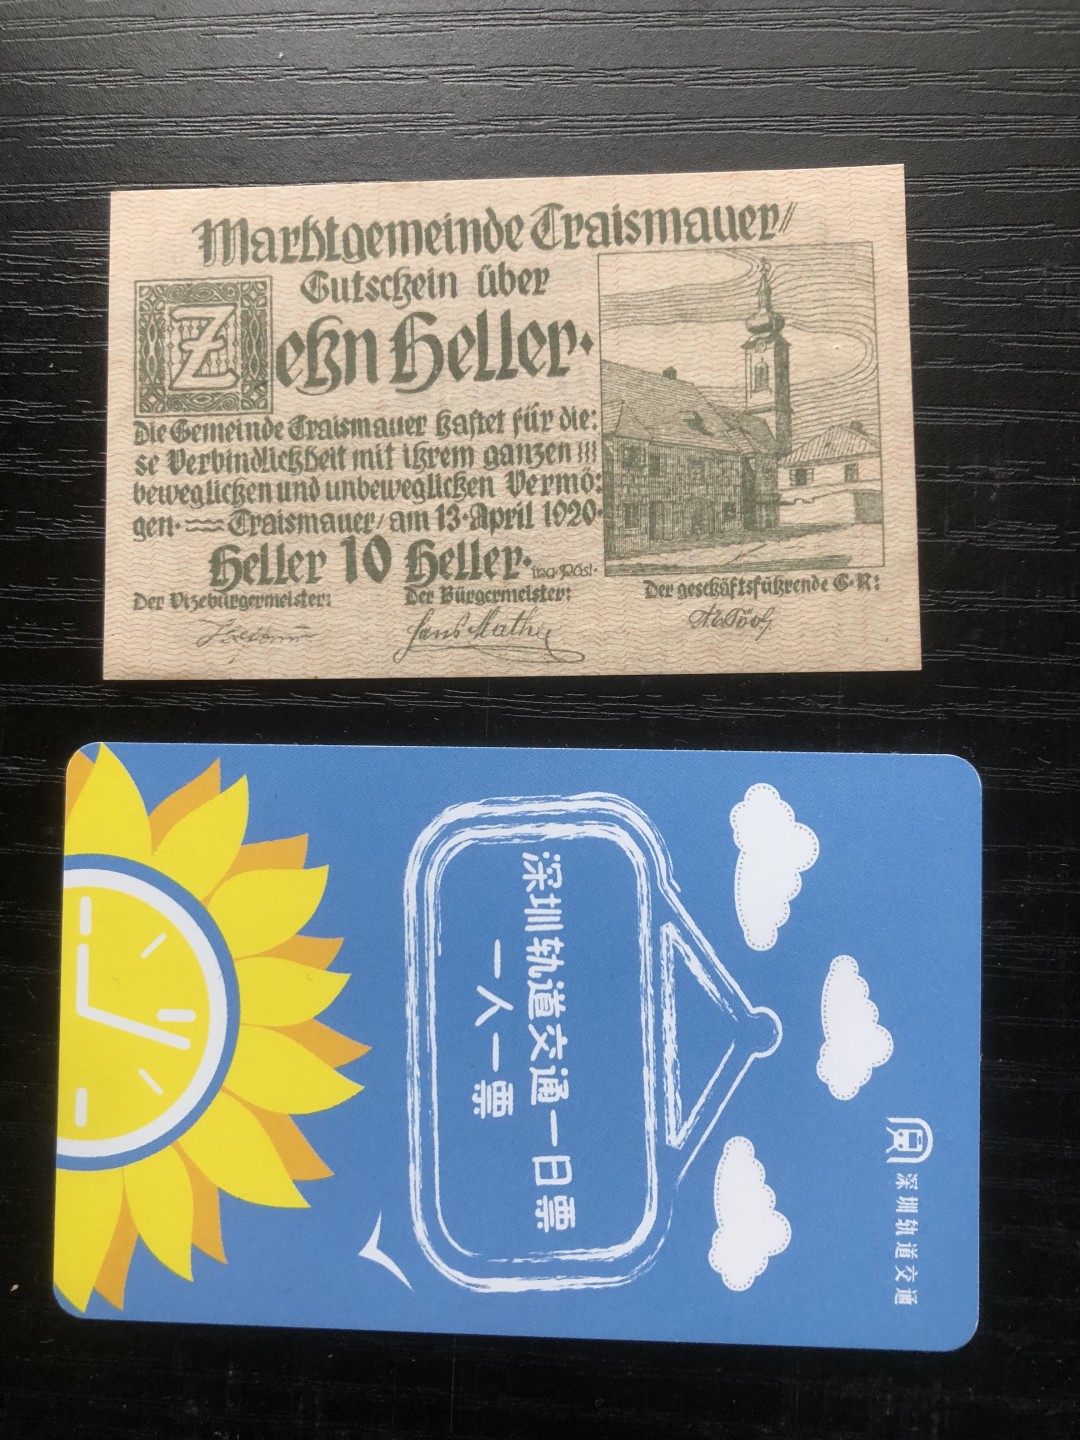 Marktgemeinde Traismauer
Gutschein über
Zehn Heller.
Die Gemeinde Traismauer haftet für die:
se Verbindlichkeit mit ihrem ganzen
beweglichen und unbeweglichen Vermö:
gen. Traismauer, am 13. April 1920.
Heller 10 Heller.
Der Vizebürgermeister:
Der Bürgermeister:
Der geschäftsführende G. R:
Hans
深圳轨道交通一日票
一人一票
深圳轨道交通